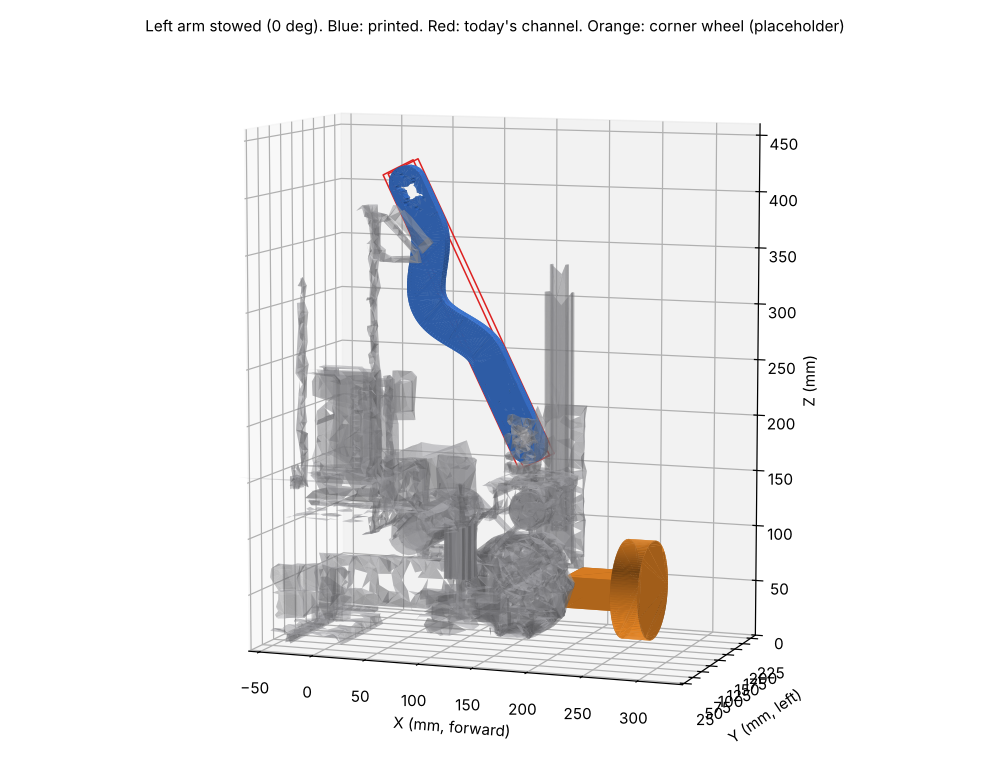 Left arm stowed (0 deg). Blue: printed. Red: today's channel. Orange: corner wheel (placeholder)
450
400
350
300
250
200
150
100
50
0
Z (mm)
−50 0 50 100 150 200 250 300
X (mm, forward)
Y (mm, left)